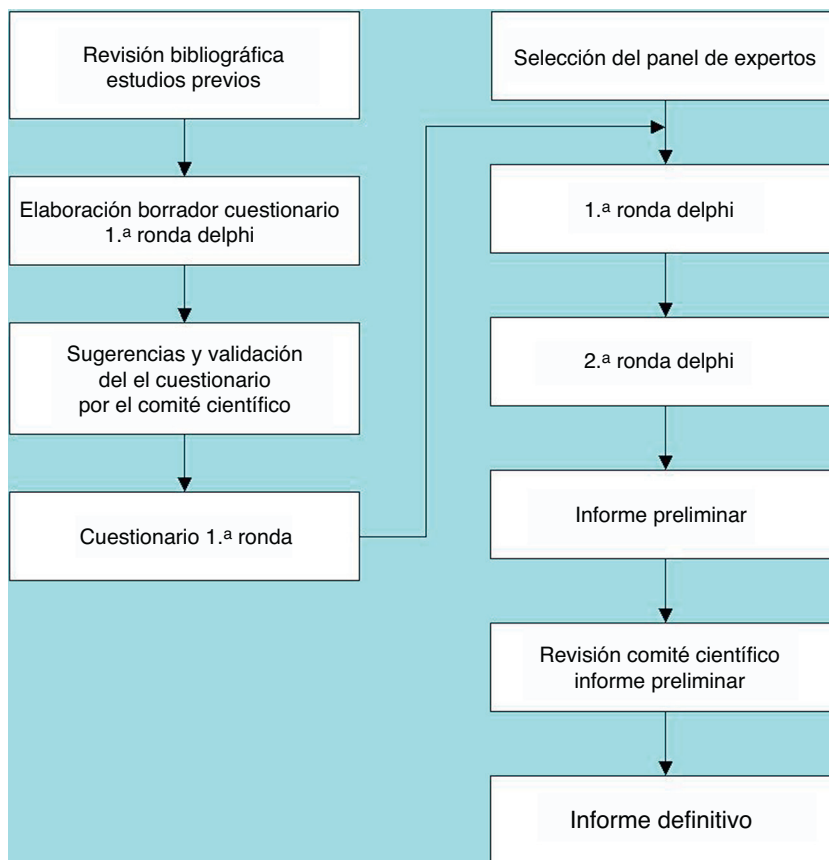 Revisión bibliográfica
estudios previos
Elaboración borrador cuestionario
1.ª ronda delphi
Sugerencias y validación
del el cuestionario
por el comité científico
Cuestionario 1.ª ronda
Selección del panel de expertos
1.ª ronda delphi
2.ª ronda delphi
Informe preliminar
Revisión comité científico
informe preliminar
Informe definitivo